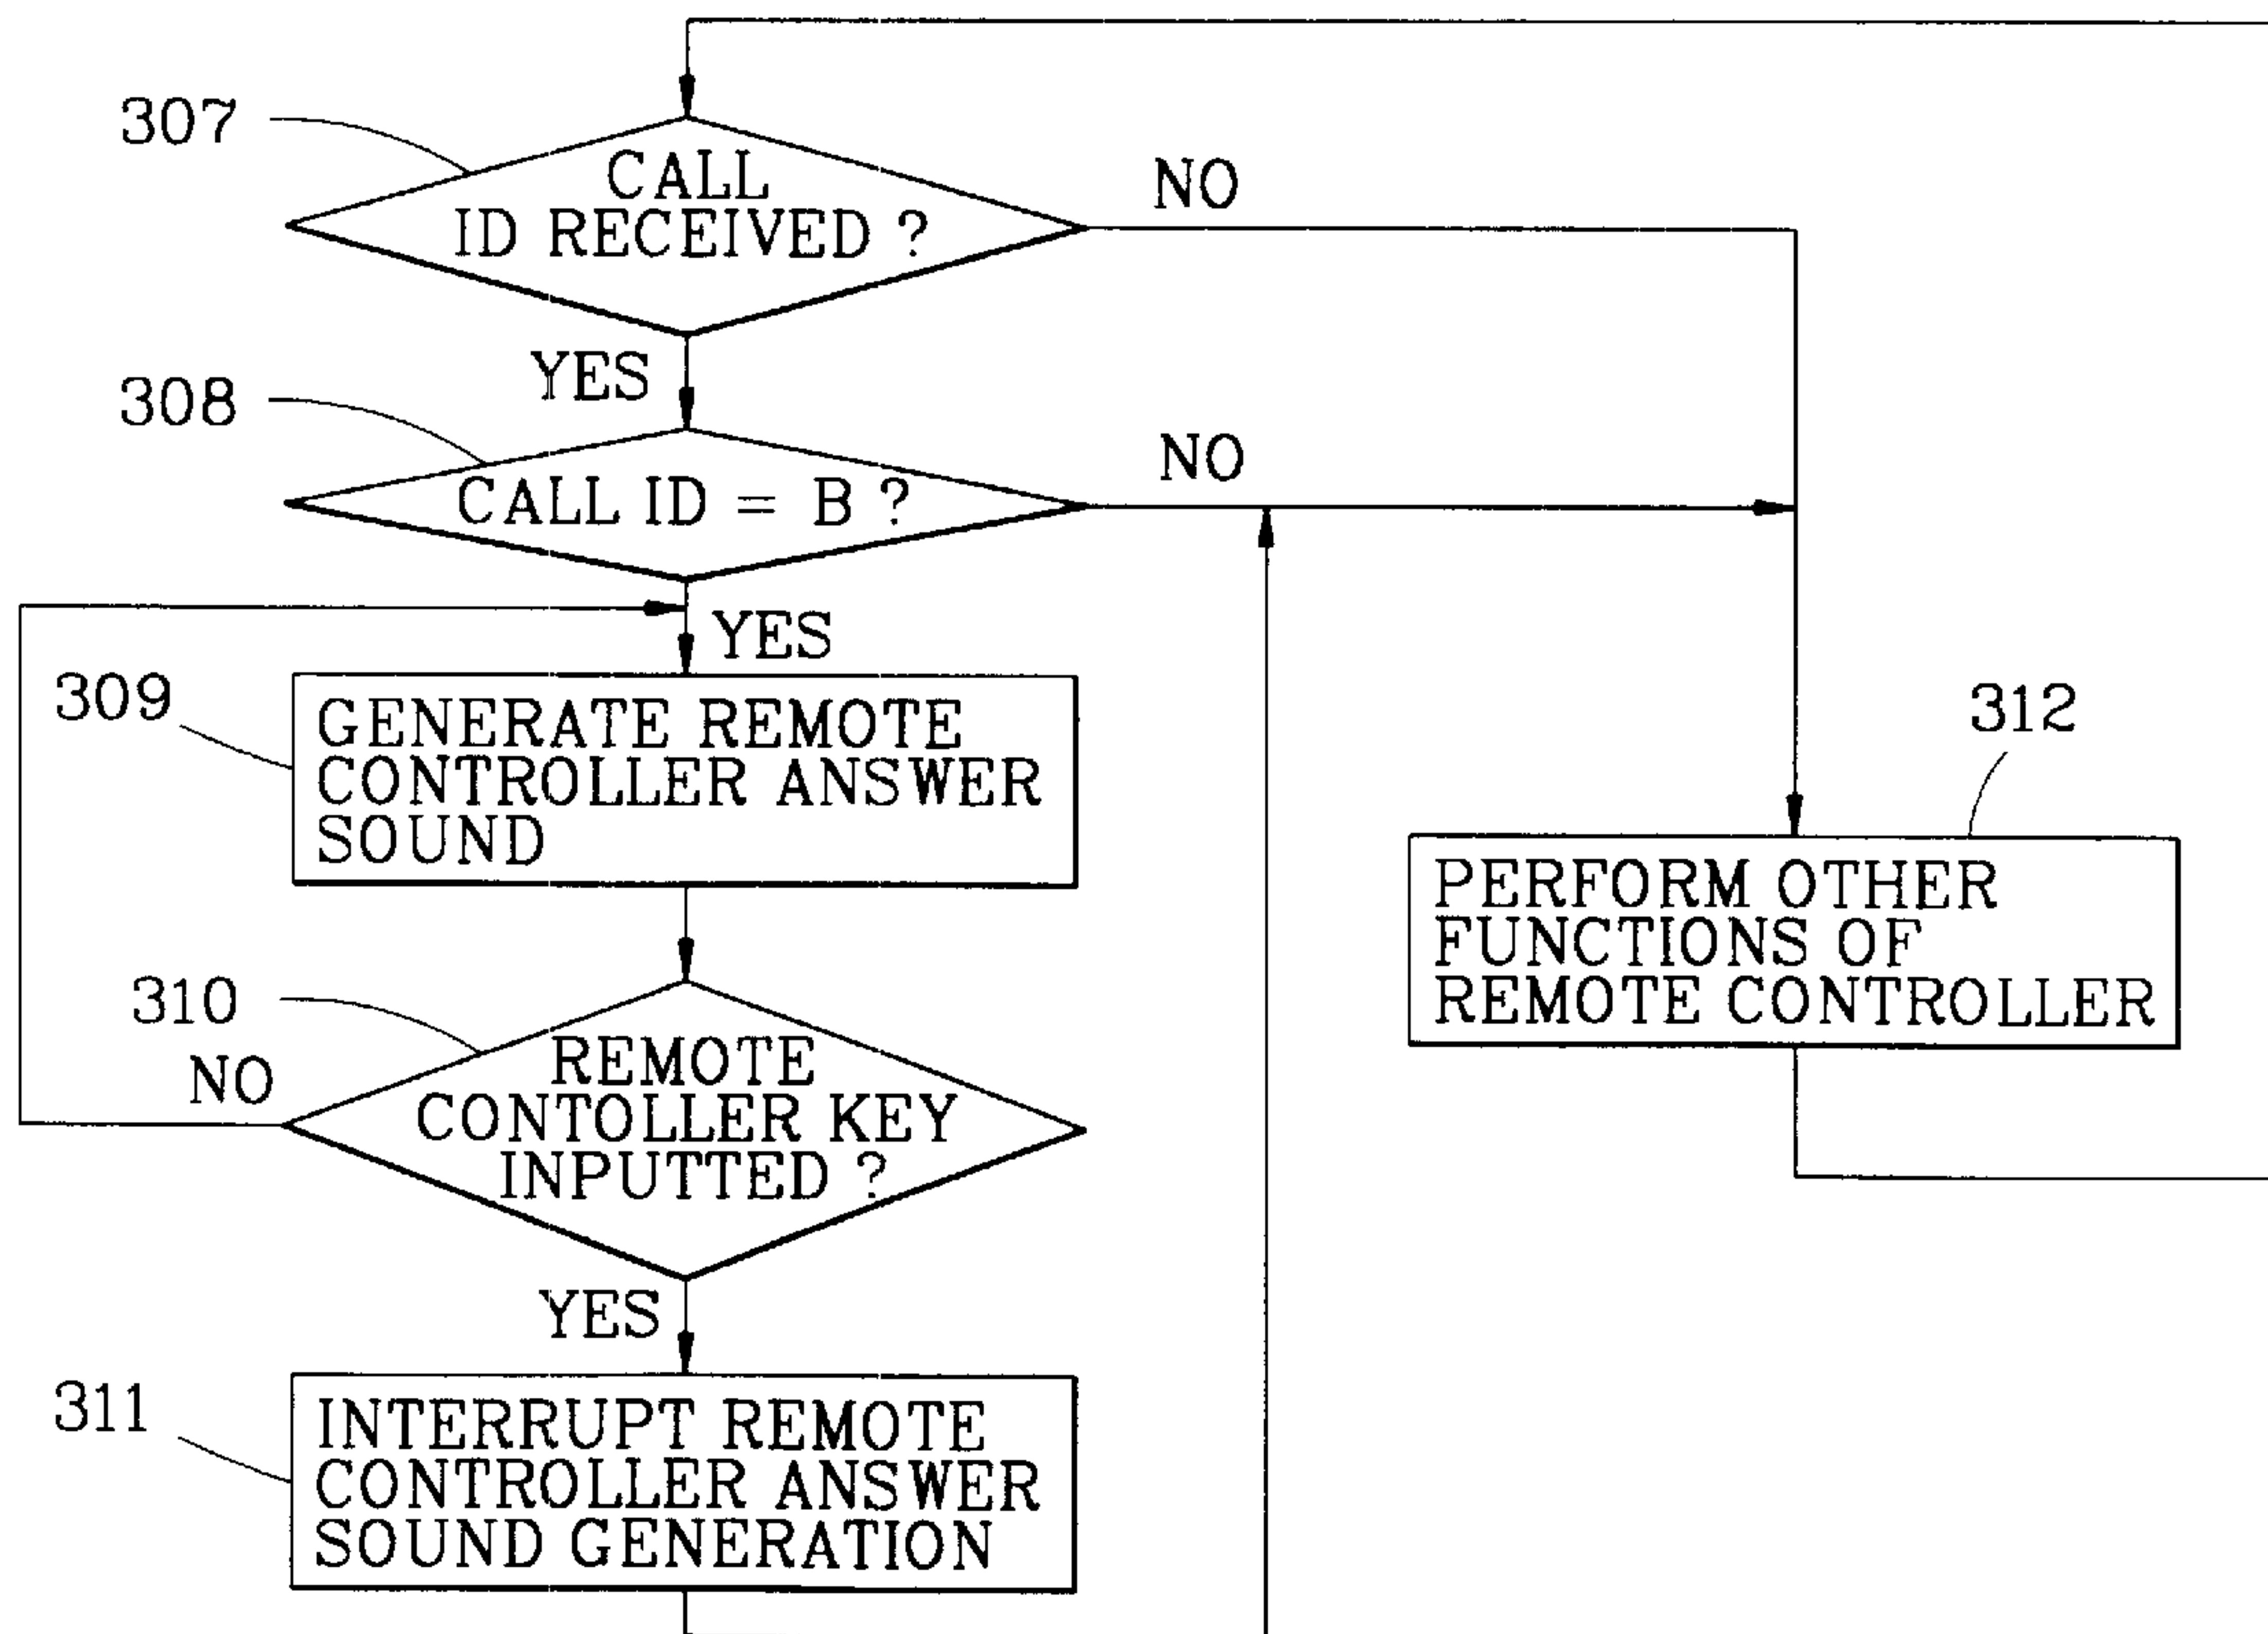 307
CALL
ID RECEIVED ?
NO
YES
308
CALL ID = B ?
NO
YES
309
GENERATE REMOTE
CONTROLLER ANSWER
SOUND
312
PERFORM OTHER
FUNCTIONS OF
REMOTE CONTROLLER
310
NO
REMOTE
CONTOLLER KEY
INPUTTED ?
YES
311
INTERRUPT REMOTE
CONTROLLER ANSWER
SOUND GENERATION